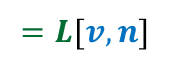 = L[v,n]